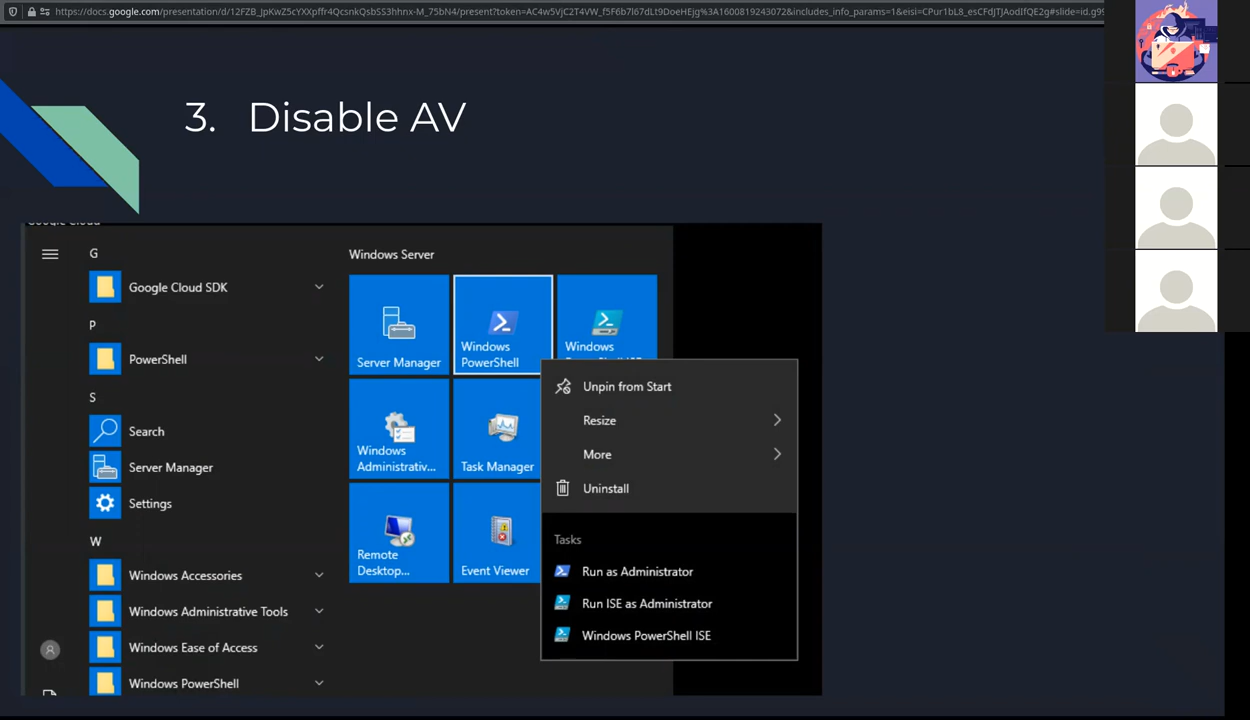 https://docs.google.com/presentation/d/12FZB_JpKwZ5cYXXpffr4QcsnkQsbSS3hhnx-M_75bN4/present?token=AC4w5VjC2T4VW_f5F6b7l67dLt9DoeHEjg%3A1600819243072&includes_info_params=1&eisi=CPur1bL8_esCFdJTJAodIfQE2g#slide=id.g99
3. Disable AV
Google Cloud
G
Google Cloud SDK
P
PowerShell
S
Search
Server Manager
Settings
W
Windows Accessories
Windows Administrative Tools
Windows Ease of Access
Windows PowerShell
Windows Server
Server Manager
Windows
PowerShell
Windows
Windows
Administrativ...
Task Manager
Remote
Desktop...
Event Viewer
Unpin from Start
Resize
More
Uninstall
Tasks
Run as Administrator
Run ISE as Administrator
Windows PowerShell ISE